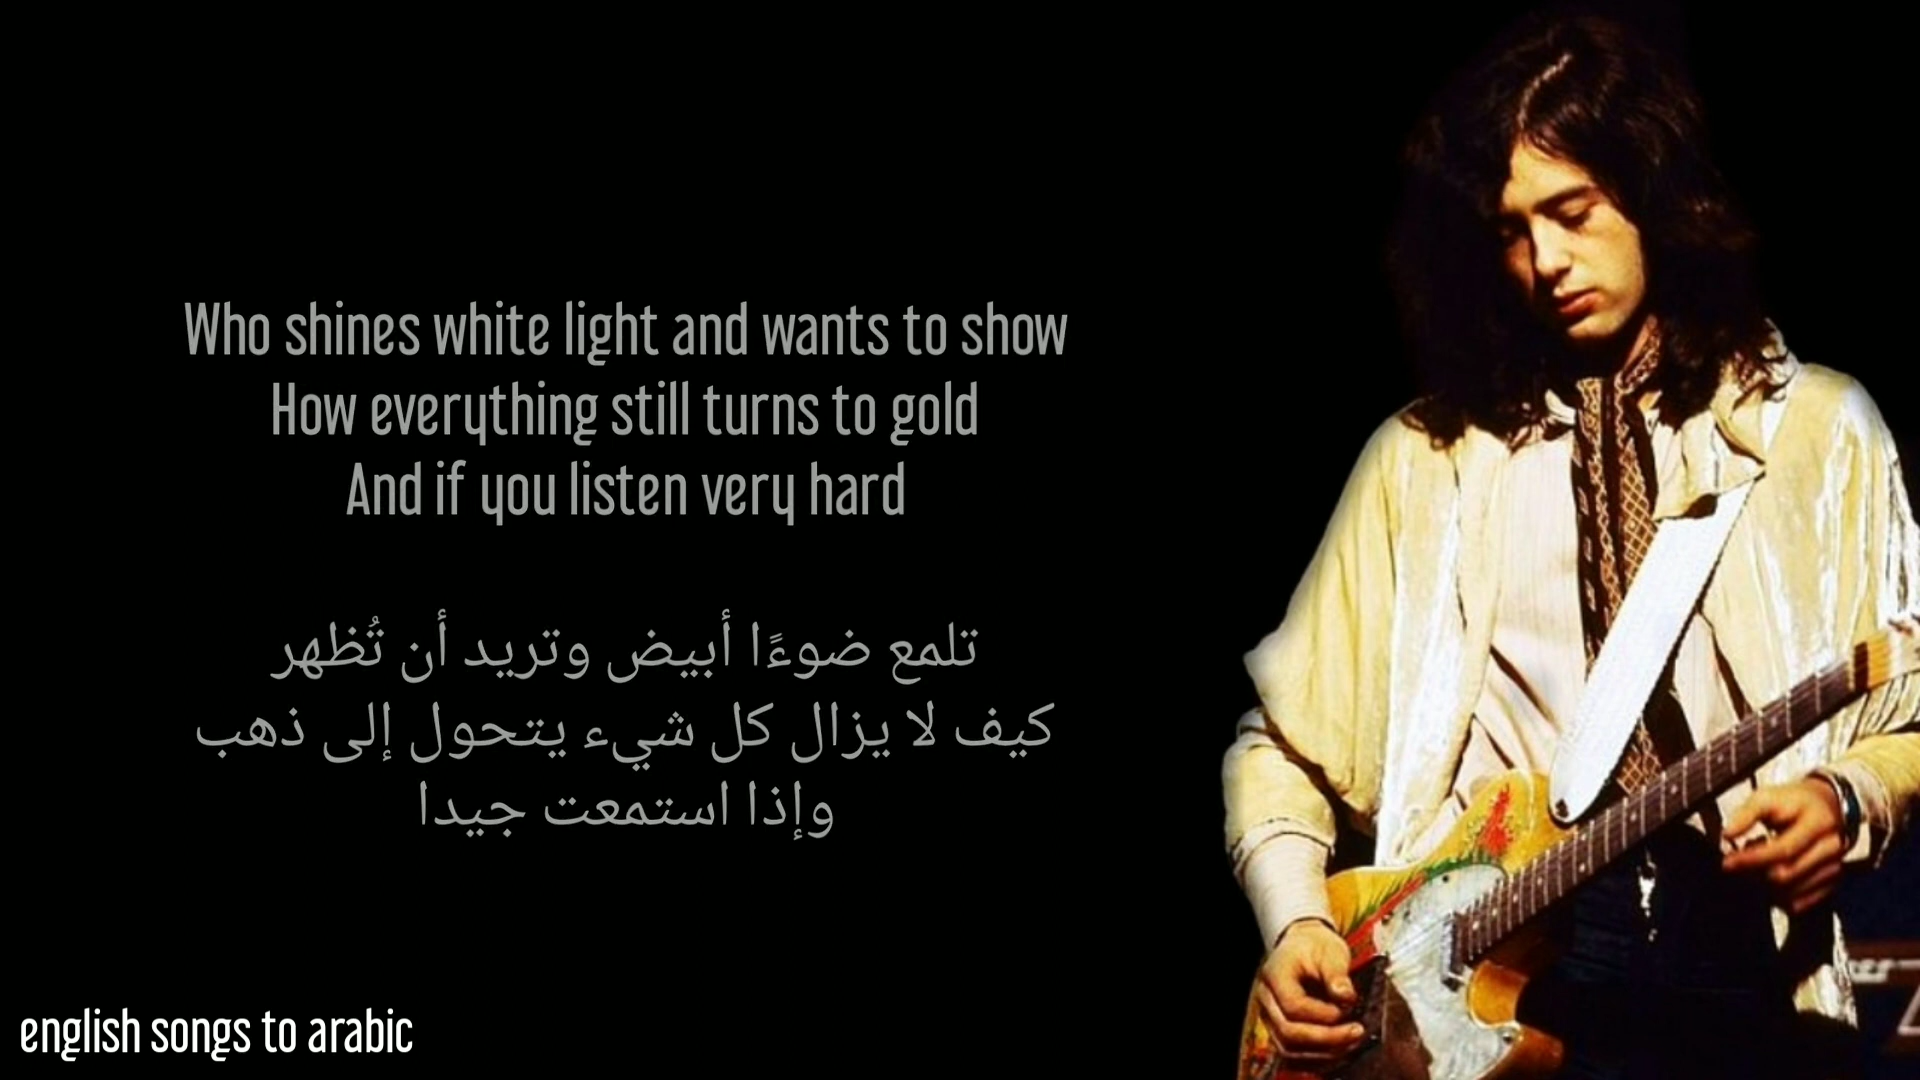 Who shines white light and wants to show
How everything still turns to gold
And if you listen very hard
تلمع ضوءًا أبيض وتريد أن تُظهر
كيف لا يزال كل شيء يتحول إلى ذهب
وإذا استمعت جيدا
english songs to arabic